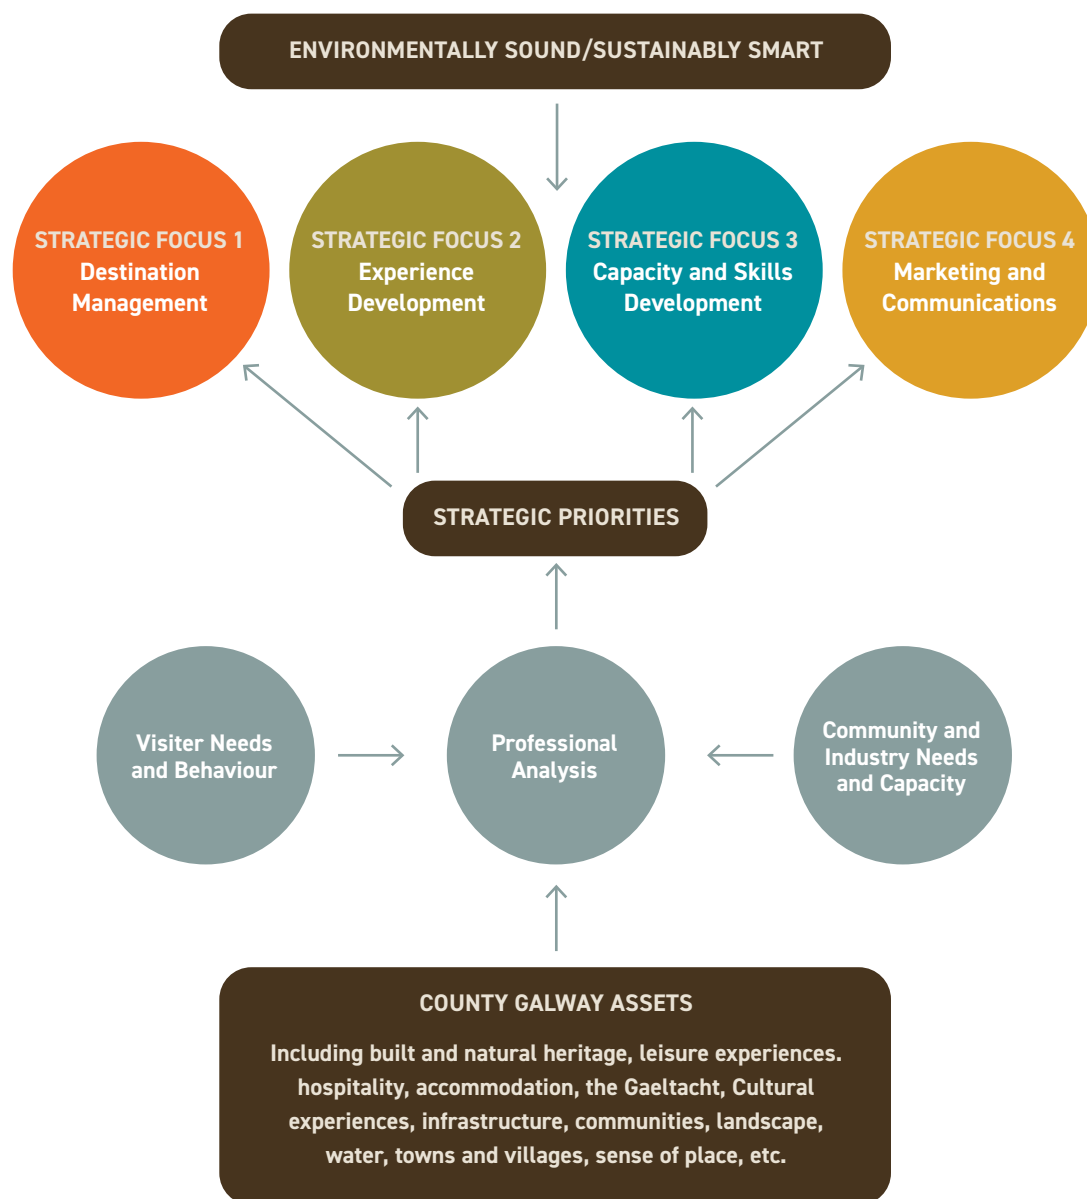 ENVIRONMENTALLY SOUND/SUSTAINABLY SMART
STRATEGIC FOCUS 1
Destination
Management
STRATEGIC FOCUS 2
Experience
Development
STRATEGIC FOCUS 3
Capacity and Skills
Development
STRATEGIC FOCUS 4
Marketing and
Communications
STRATEGIC PRIORITIES
Visiter Needs
and Behaviour
Professional
Analysis
Community and
Industry Needs
and Capacity
COUNTY GALWAY ASSETS
Including built and natural heritage, leisure experiences.
hospitality, accommodation, the Gaeltacht, Cultural
experiences, infrastructure, communities, landscape,
water, towns and villages, sense of place, etc.